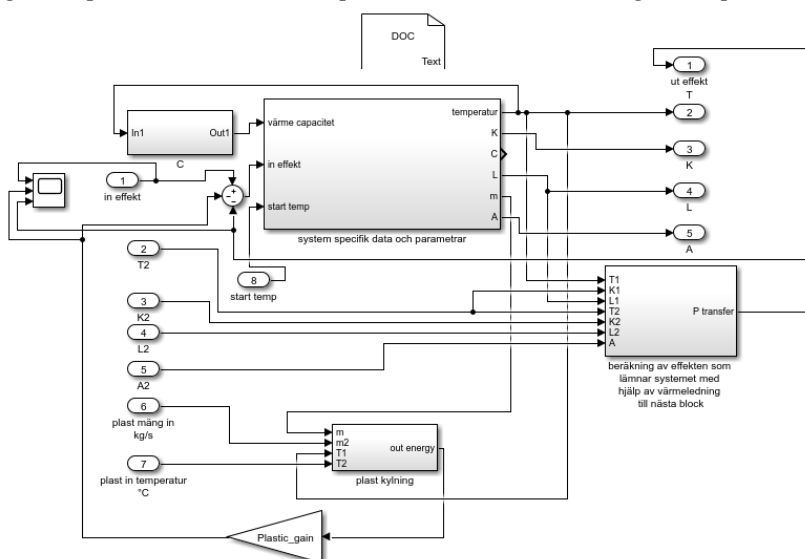 DOC
Text
In1
Out1
C
värme capacitet
in effekt
start temp
temperatur
K
C
L
m
A
system specifik data och parametrar
1
ut effekt
T
2
3
K
4
L
5
A
1
in effekt
2
T2
8
start temp
3
K2
4
L2
5
A2
6
plast mäng in
kg/s
7
plast in temperatur
°C
T1
K1
L1
T2
K2
L2
A
P transfer
beräkning av effekten som
lämnar systemet med
hjälp av värmeledning
till nästa block
m
m2
T1
T2
out energy
plast kylning
Plastic_gain